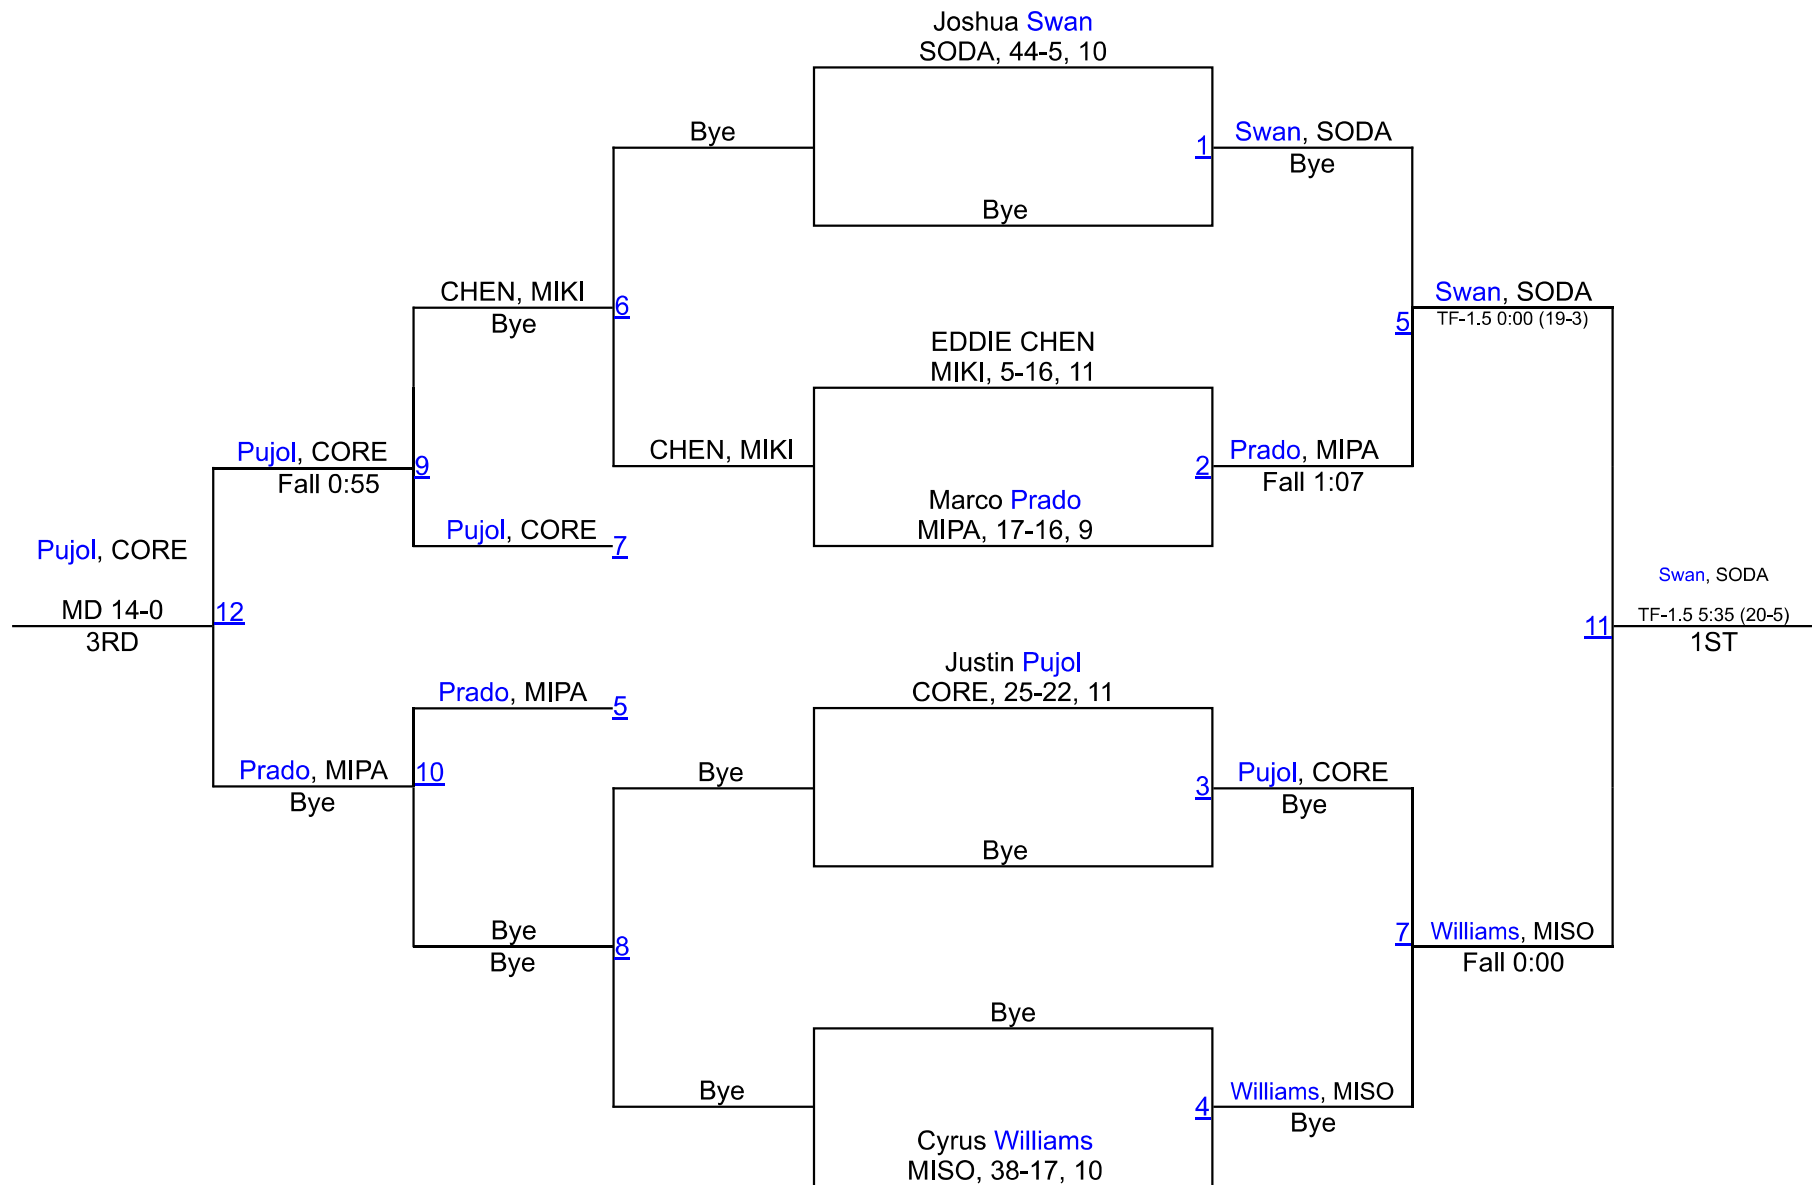 Joshua Swan
SODA, 44-5, 10
Bye
1
Swan, SODA
Bye
Bye
CHEN, MIKI
Bye
6
Swan, SODA
TF-1.5 0:00 (19-3)
5
EDDIE CHEN
MIKI, 5-16, 11
Pujol, CORE
Fall 0:55
9
CHEN, MIKI
2
Prado, MIPA
Fall 1:07
Marco Prado
MIPA, 17-16, 9
Pujol, CORE
7
Pujol, CORE
MD 14-0
3RD
12
Swan, SODA
TF-1.5 5:35 (20-5)
1ST
11
Justin Pujol
CORE, 25-22, 11
Prado, MIPA
5
Prado, MIPA
Bye
10
Bye
3
Pujol, CORE
Bye
Bye
Bye
Bye
8
7
Williams, MISO
Fall 0:00
Bye
Bye
4
Williams, MISO
Bye
Cyrus Williams
MISO, 38-17, 10